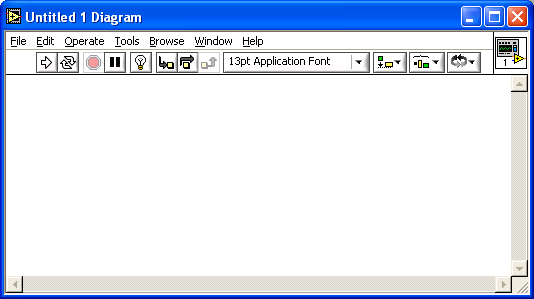 Untitled 1 Diagram
File Edit Operate Tools Browse Window Help
13pt Application Font
1